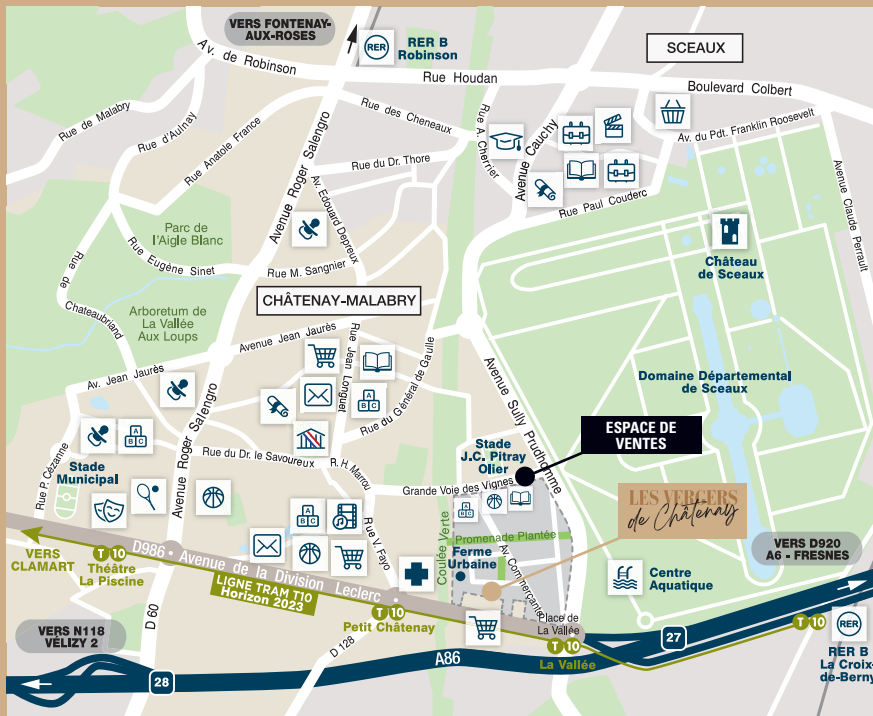 VERS FONTENAY-
AUX-ROSES
RER
RER B
Robinson
SCEAUX
Av. de Robinson
Rue Houdan
Boulevard Colbert
Rue de Malabry
Rue d'Aulnay
Rue Anatole France
Avenue Roger Salengro
Rue des Cheneaux
Rue A. Cherrier
Avenue Cauchy
Av. du Pdt. Franklin Roosevelt
Rue du Dr. Thore
Av. Edouard Depreux
Rue Paul Couderc
Avenue Claude Perrault
Parc de
l'Aigle Blanc
Rue Eugène Sinet
Rue M. Sangnier
Château
de Sceaux
Rue de
Chateaubriand
CHÂTENAY-MALABRY
Arboretum de
La Vallée
Aux Loups
Avenue Jean Jaurès
Rue Jean Longuet
Rue du Général de Gaulle
Avenue Sully Prudhomme
Av. Jean Jaurès
Domaine Départemental
de Sceaux
A
B C
A
B C
ESPACE DE
VENTES
Avenue Roger Salengro
Rue P. Cézanne
Stade
Municipal
Rue du Dr. le Savoureux
R. H. Marrou
Stade
J.C. Pitray
Olier
Grande Voie des Vignes
LES VERGERS
de Châtenay
A
B C
A
B C
Rue V. Fayo
Coulée Verte
Promenade Plantée
Ferme
Urbaine
Av. Commerçante
VERS D920
A6 - FRESNES
VERS
CLAMART
D986 • Avenue de la Division Leclerc
T 10
Théâtre
La Piscine
LIGNE TRAM T10
Horizon 2023
Centre
Aquatique
D 60
T 10
Petit Châtenay
Place de
La Vallée
T 10
La Vallée
27
T 10
RER
RER B
La Croix-
de-Berny
VERS N118
VÉLIZY 2
D 128
A86
28